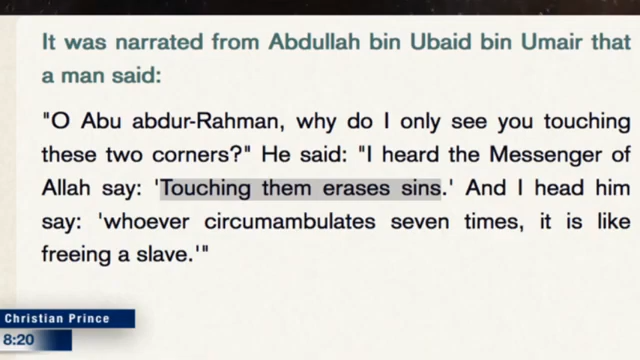 It was narrated from Abdullah bin Ubaid bin Umair that
a man said:
"O Abu abdur-Rahman, why do I only see you touching
these two corners?" He said: "I heard the Messenger of
Allah say: 'Touching them erases sins.' And I head him
say: 'whoever circumambulates seven times, it is like
freeing a slave.'"
Christian Prince
8:20